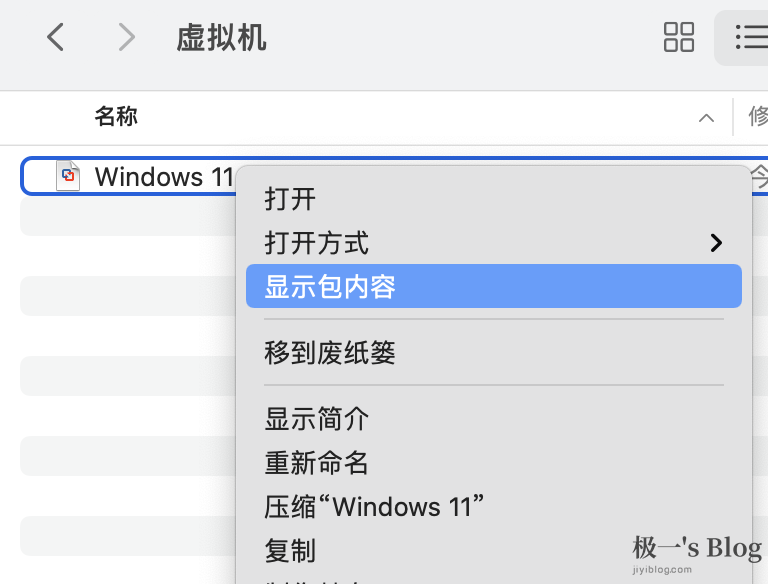 虚拟机
名称
修
Windows 11
今
打开
打开方式
显示包内容
移到废纸篓
显示简介
重新命名
压缩“Windows 11”
复制
极一's Blog
jiyiblog.com